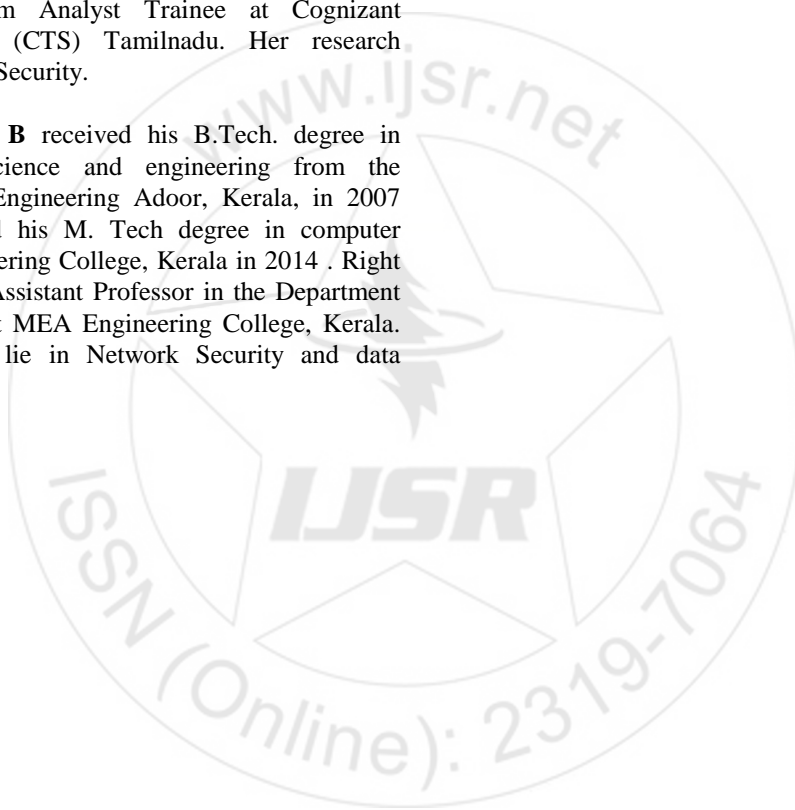 m Analyst Trainee at Cognizant
(CTS) Tamilnadu. Her research
Security.
B received his B.Tech. degree in
cience and engineering from the
Engineering Adoor, Kerala, in 2007
d his M. Tech degree in computer
ering College, Kerala in 2014 . Right
Assistant Professor in the Department
t MEA Engineering College, Kerala.
lie in Network Security and data
www.ijsr.net
IJSR
ISSN (Online): 2319-7064